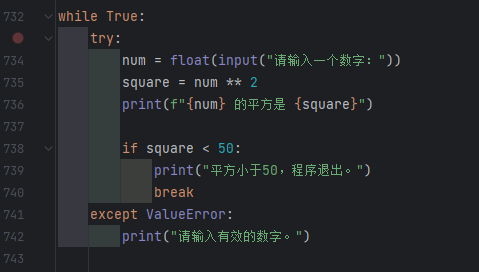 732 while True:
try:
734 num = float(input("请输入一个数字："))
735 square = num ** 2
736 print(f"{num} 的平方是 {square}")
737
738 if square < 50:
739 print("平方小于50，程序退出。")
740 break
741 except ValueError:
742 print("请输入有效的数字。")
743